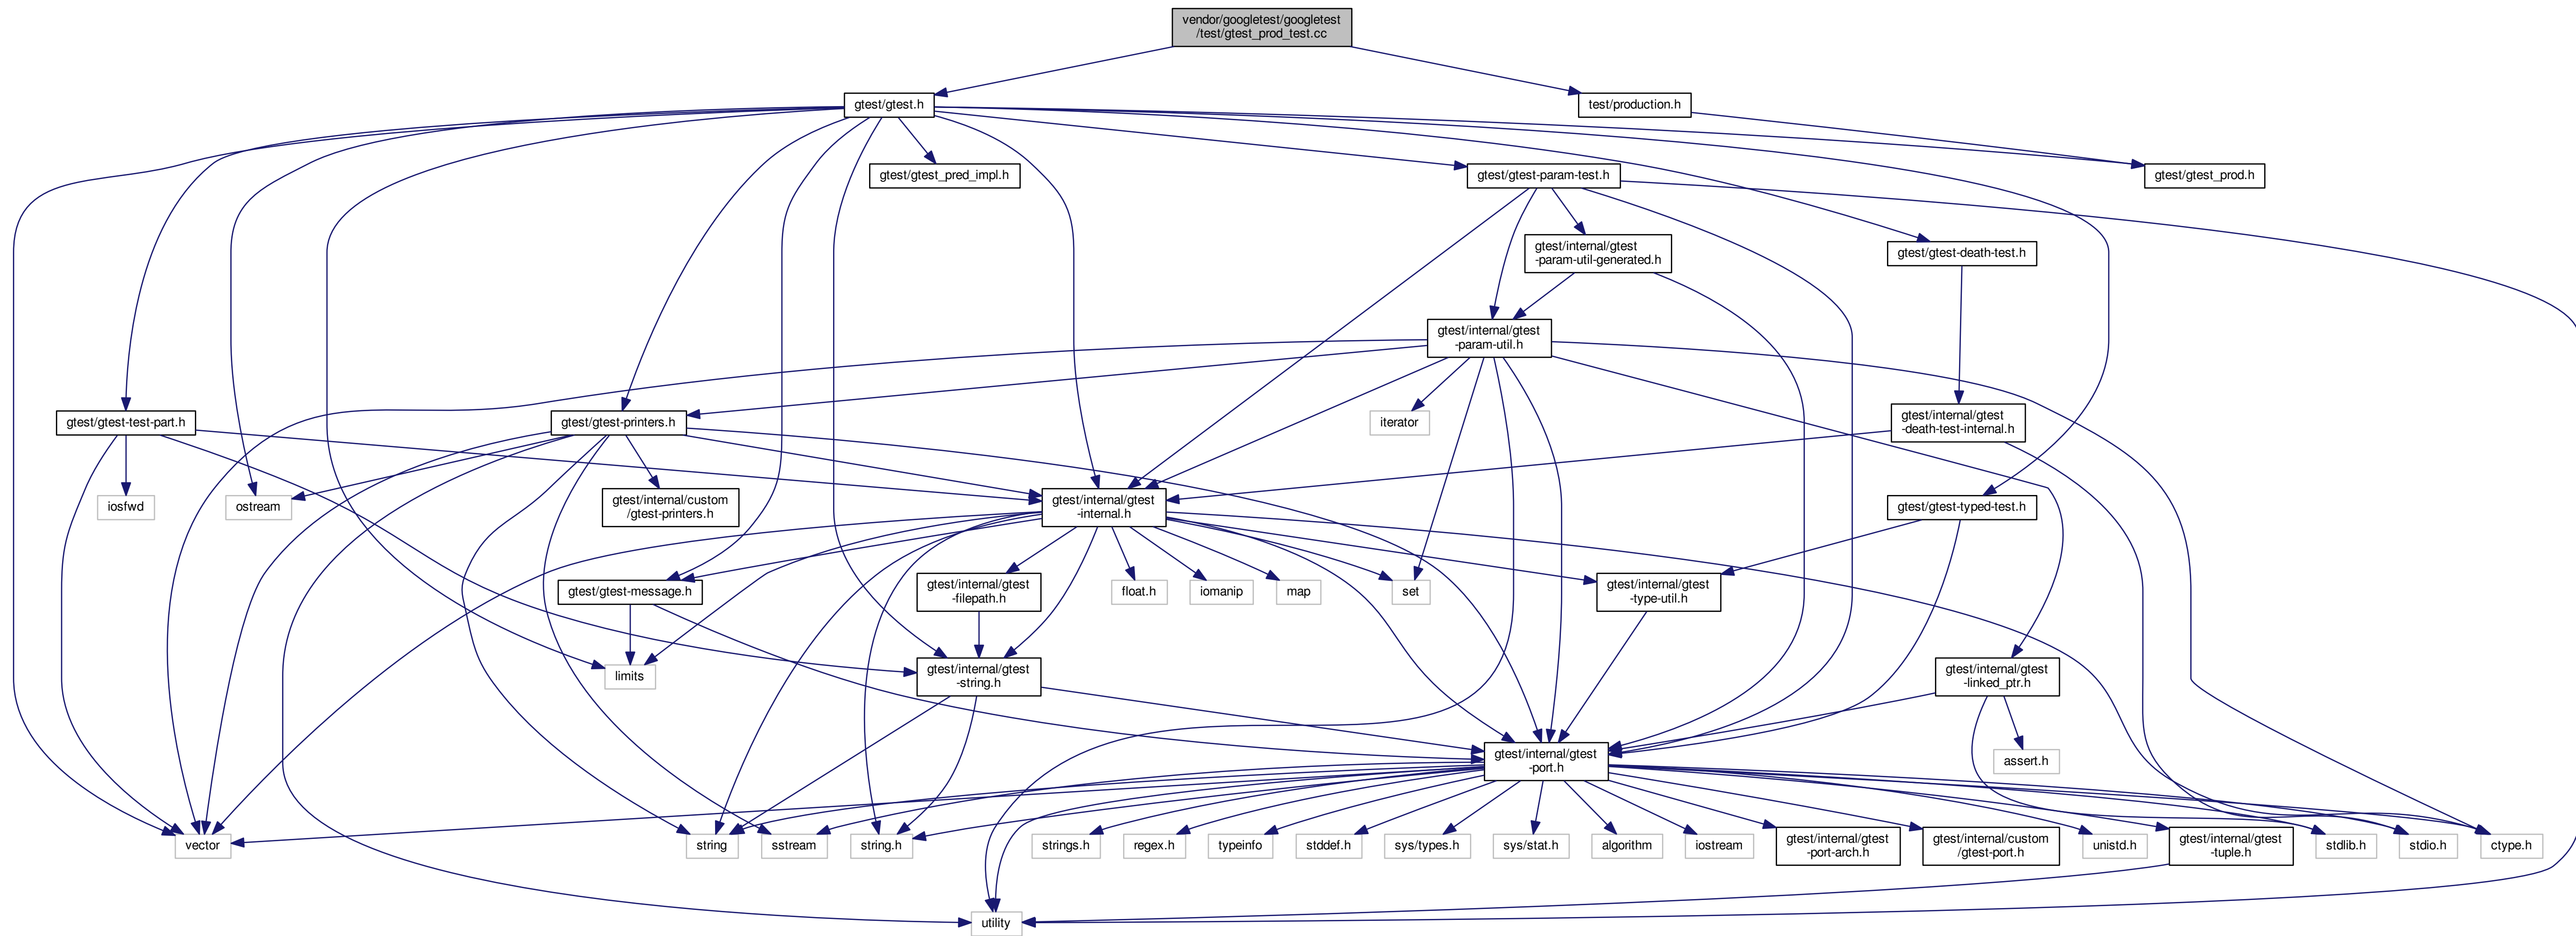 vendor/googletest/googletest
/test/gtest_prod_test.cc
gtest/gtest.h
test/production.h
gtest/gtest_pred_impl.h
gtest/gtest-param-test.h
gtest/gtest_prod.h
gtest/internal/gtest
-param-util-generated.h
gtest/gtest-death-test.h
gtest/internal/gtest
-param-util.h
gtest/gtest-test-part.h
gtest/gtest-printers.h
iterator
gtest/internal/gtest
-death-test-internal.h
iosfwd
ostream
gtest/internal/custom
/gtest-printers.h
gtest/internal/gtest
-internal.h
gtest/gtest-typed-test.h
gtest/gtest-message.h
gtest/internal/gtest
-filepath.h
float.h
iomanip
map
set
gtest/internal/gtest
-type-util.h
limits
gtest/internal/gtest
-string.h
gtest/internal/gtest
-linked_ptr.h
gtest/internal/gtest
-port.h
assert.h
vector
string
sstream
string.h
strings.h
regex.h
typeinfo
stddef.h
sys/types.h
sys/stat.h
algorithm
iostream
gtest/internal/gtest
-port-arch.h
gtest/internal/custom
/gtest-port.h
unistd.h
gtest/internal/gtest
-tuple.h
stdlib.h
stdio.h
ctype.h
utility